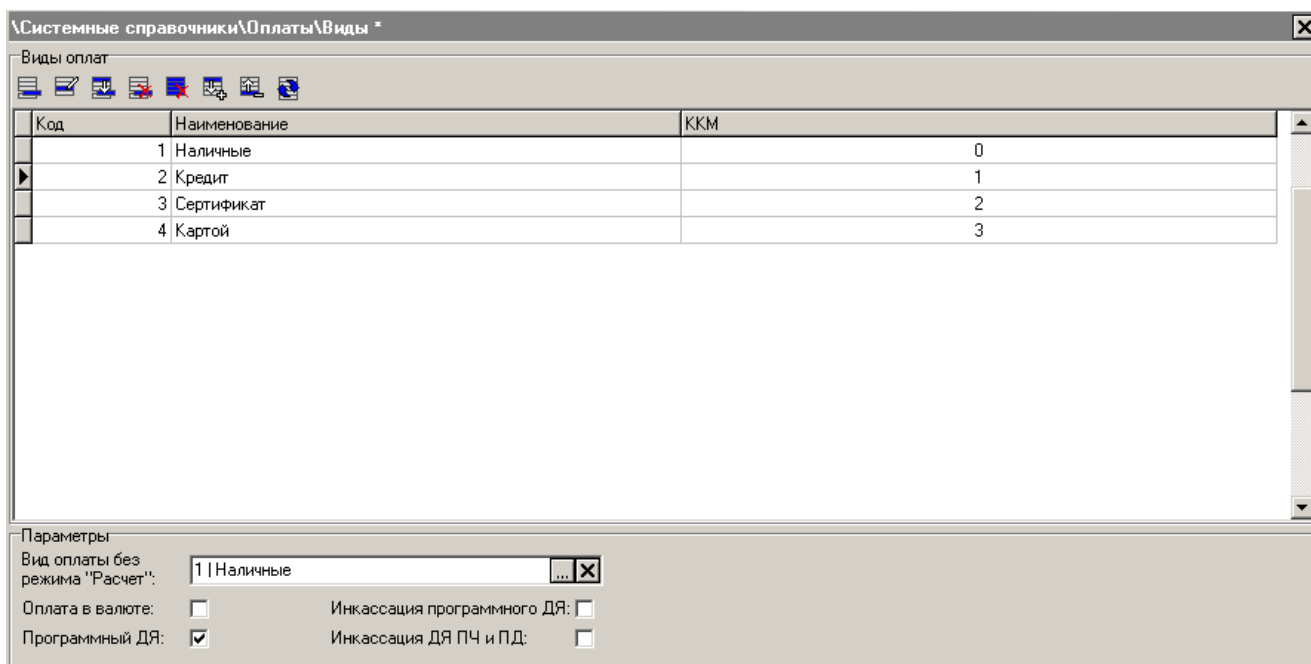 \Системные справочники\Оплаты\Виды *
Виды оплат
Код Наименование ККМ
1 Наличные 0
2 Кредит 1
3 Сертификат 2
4 Картой 3
Параметры
Вид оплаты без
режима "Расчет":
1 | Наличные ...
Оплата в валюте: Инкассация программного ДЯ:
Программный ДЯ: Инкассация ДЯ ПЧ и ПД: